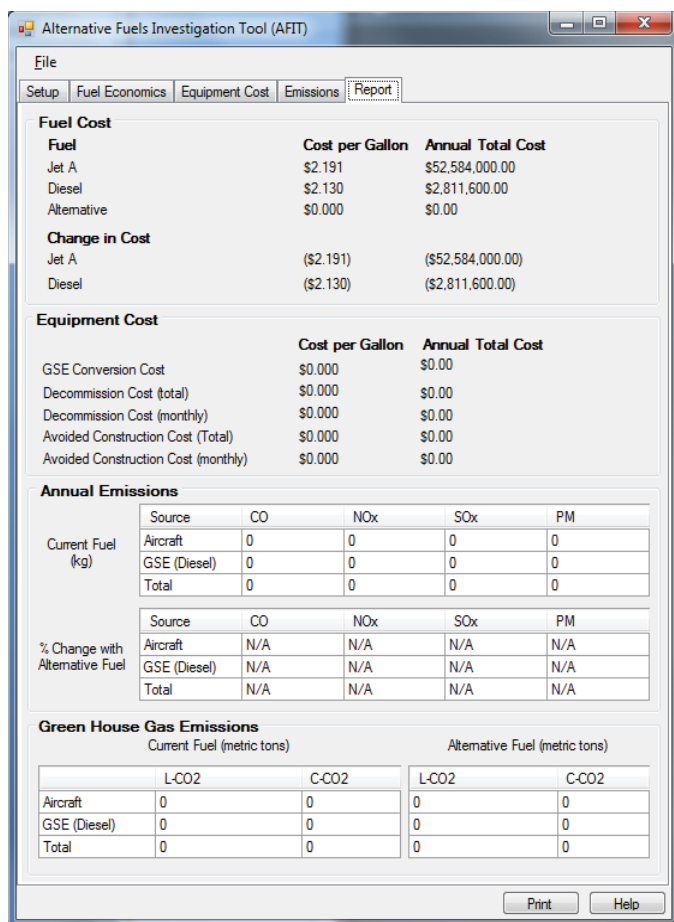 Alternative Fuels Investigation Tool (AFIT)
File
Setup Fuel Economics Equipment Cost Emissions Report
Fuel Cost
Fuel Cost per Gallon Annual Total Cost
Jet A $2.191 $52,584,000.00
Diesel $2.130 $2,811,600.00
Alternative $0.000 $0.00
Change in Cost
Jet A ($2.191) ($52,584,000.00)
Diesel ($2.130) ($2,811,600.00)
Equipment Cost
Cost per Gallon Annual Total Cost
GSE Conversion Cost $0.000 $0.00
Decommission Cost (total) $0.000 $0.00
Decommission Cost (monthly) $0.000 $0.00
Avoided Construction Cost (Total) $0.000 $0.00
Avoided Construction Cost (monthly) $0.000 $0.00
Annual Emissions
Current Fuel
(kg)
Source CO NOx SOx PM
Aircraft 0 0 0 0
GSE (Diesel) 0 0 0 0
Total 0 0 0 0
% Change with
Alternative Fuel
Source CO NOx SOx PM
Aircraft N/A N/A N/A N/A
GSE (Diesel) N/A N/A N/A N/A
Total N/A N/A N/A N/A
Green House Gas Emissions
Current Fuel (metric tons) Alternative Fuel (metric tons)
L-CO2 C-CO2 L-CO2 C-CO2
Aircraft 0 0 0 0
GSE (Diesel) 0 0 0 0
Total 0 0 0 0
Print Help